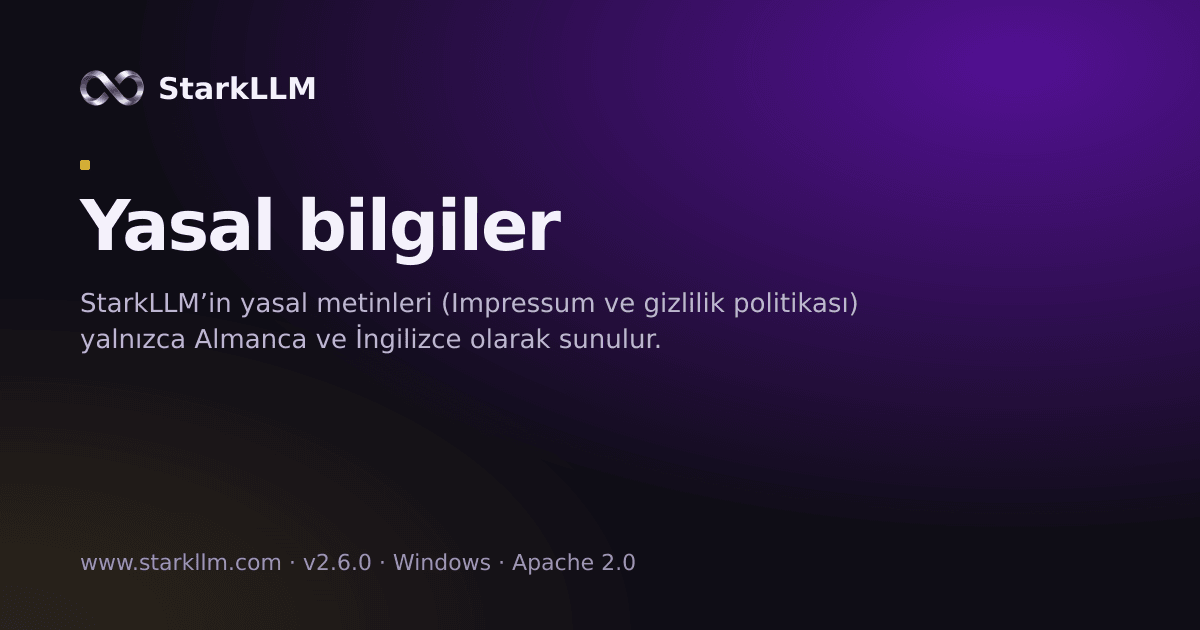 StarkLLM
Yasal bilgiler
StarkLLM’in yasal metinleri (Impressum ve gizlilik politikası)
yalnızca Almanca ve İngilizce olarak sunulur.
www.starkllm.com · v2.6.0 · Windows · Apache 2.0